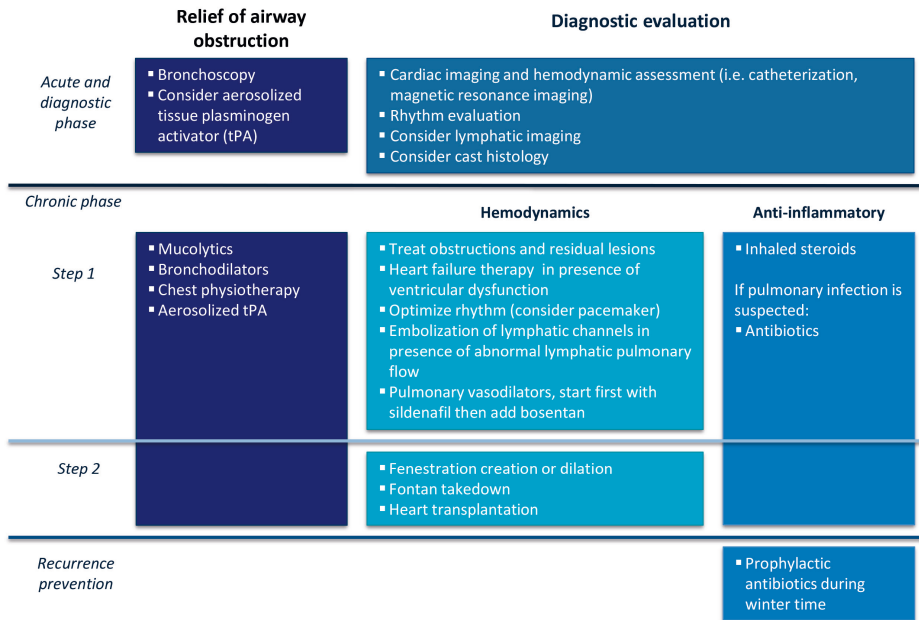 Relief of airway
obstruction
Diagnostic evaluation
Acute and
diagnostic
phase
▪ Bronchoscopy
▪ Consider aerosolized
tissue plasminogen
activator (tPA)
▪ Cardiac imaging and hemodynamic assessment (i.e. catheterization,
magnetic resonance imaging)
▪ Rhythm evaluation
▪ Consider lymphatic imaging
▪ Consider cast histology
Chronic phase
Hemodynamics
Anti-inflammatory
Step 1
▪ Mucolytics
▪ Bronchodilators
▪ Chest physiotherapy
▪ Aerosolized tPA
▪ Treat obstructions and residual lesions
▪ Heart failure therapy in presence of
ventricular dysfunction
▪ Optimize rhythm (consider pacemaker)
▪ Embolization of lymphatic channels in
presence of abnormal lymphatic pulmonary
flow
▪ Pulmonary vasodilators, start first with
sildenafil then add bosentan
▪ Inhaled steroids
If pulmonary infection is
suspected:
▪ Antibiotics
Step 2
▪ Fenestration creation or dilation
▪ Fontan takedown
▪ Heart transplantation
Recurrence
prevention
▪ Prophylactic
antibiotics during
winter time